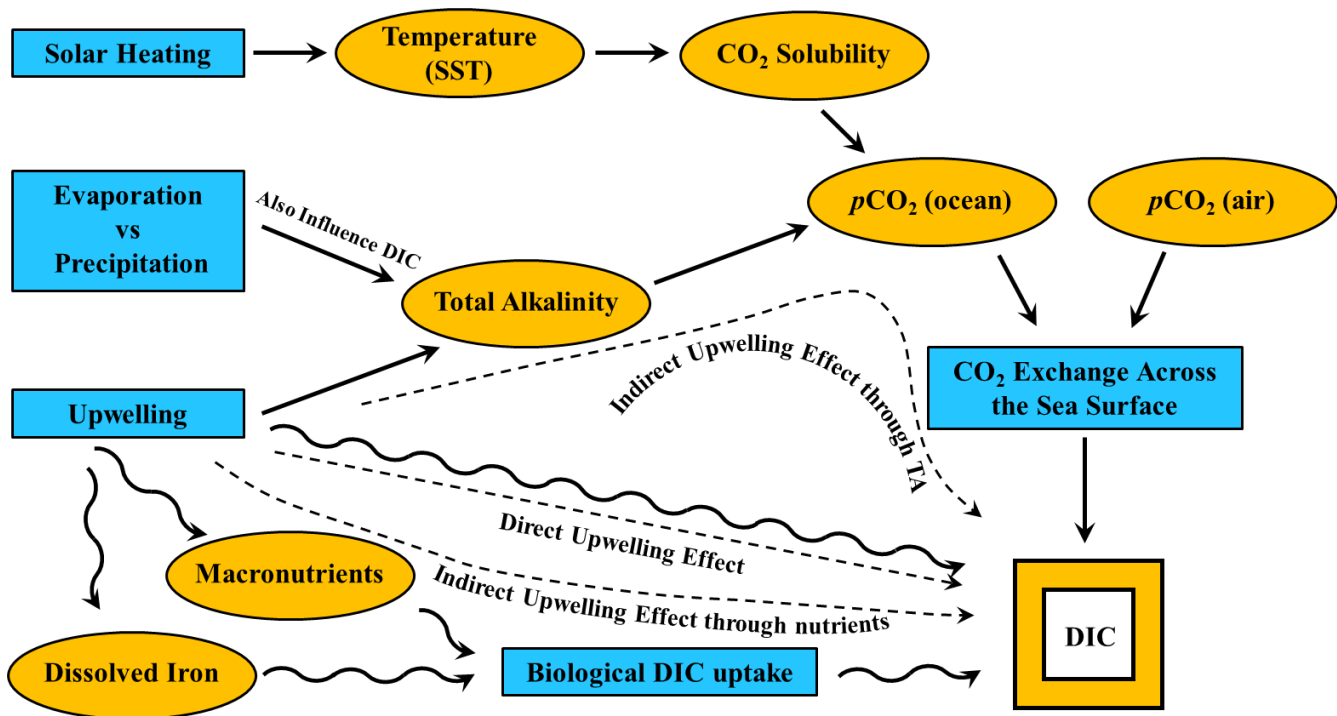 Solar Heating
Temperature
(SST)
CO₂ Solubility
Evaporation
vs
Precipitation
Also Influence DIC
pCO₂ (ocean)
pCO₂ (air)
Total Alkalinity
Indirect Upwelling Effect through TA
CO₂ Exchange Across
the Sea Surface
Upwelling
Direct Upwelling Effect
Macronutrients
Indirect Upwelling Effect through nutrients
DIC
Dissolved Iron
Biological DIC uptake